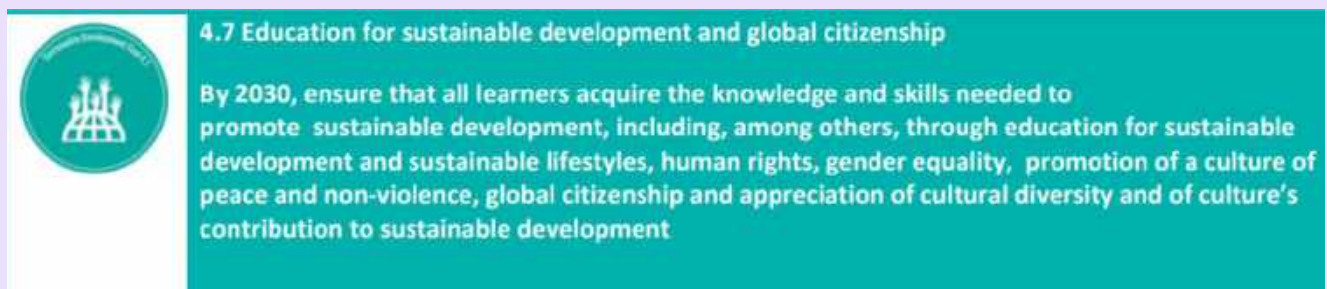 4.7 Education for sustainable development and global citizenship
By 2030, ensure that all learners acquire the knowledge and skills needed to
promote sustainable development, including, among others, through education for sustainable
development and sustainable lifestyles, human rights, gender equality, promotion of a culture of
peace and non-violence, global citizenship and appreciation of cultural diversity and of culture's
contribution to sustainable development